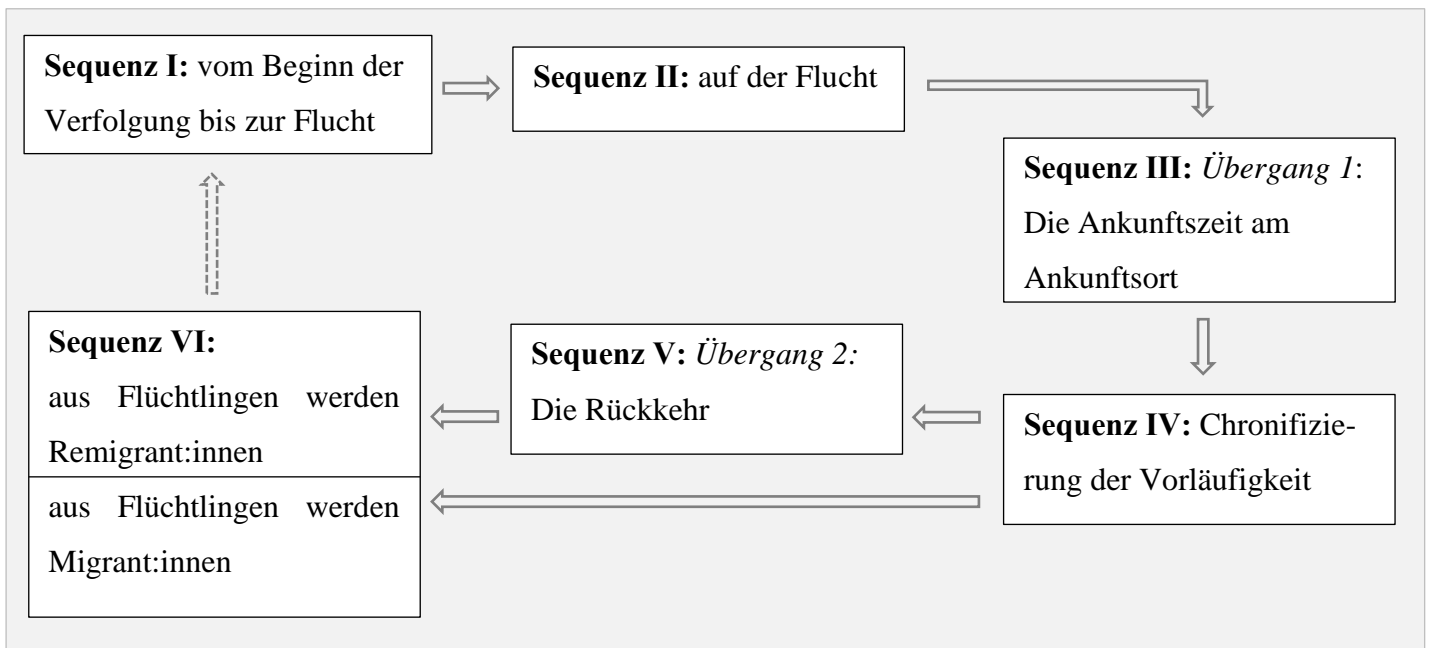 Sequenz I: vom Beginn der
Verfolgung bis zur Flucht
Sequenz II: auf der Flucht
Sequenz III: Übergang 1:
Die Ankunftszeit am
Ankunftsort
Sequenz IV: Chronifizie-
rung der Vorläufigkeit
Sequenz V: Übergang 2:
Die Rückkehr
Sequenz VI:
aus Flüchtlingen werden
Remigrant:innen
aus Flüchtlingen werden
Migrant:innen